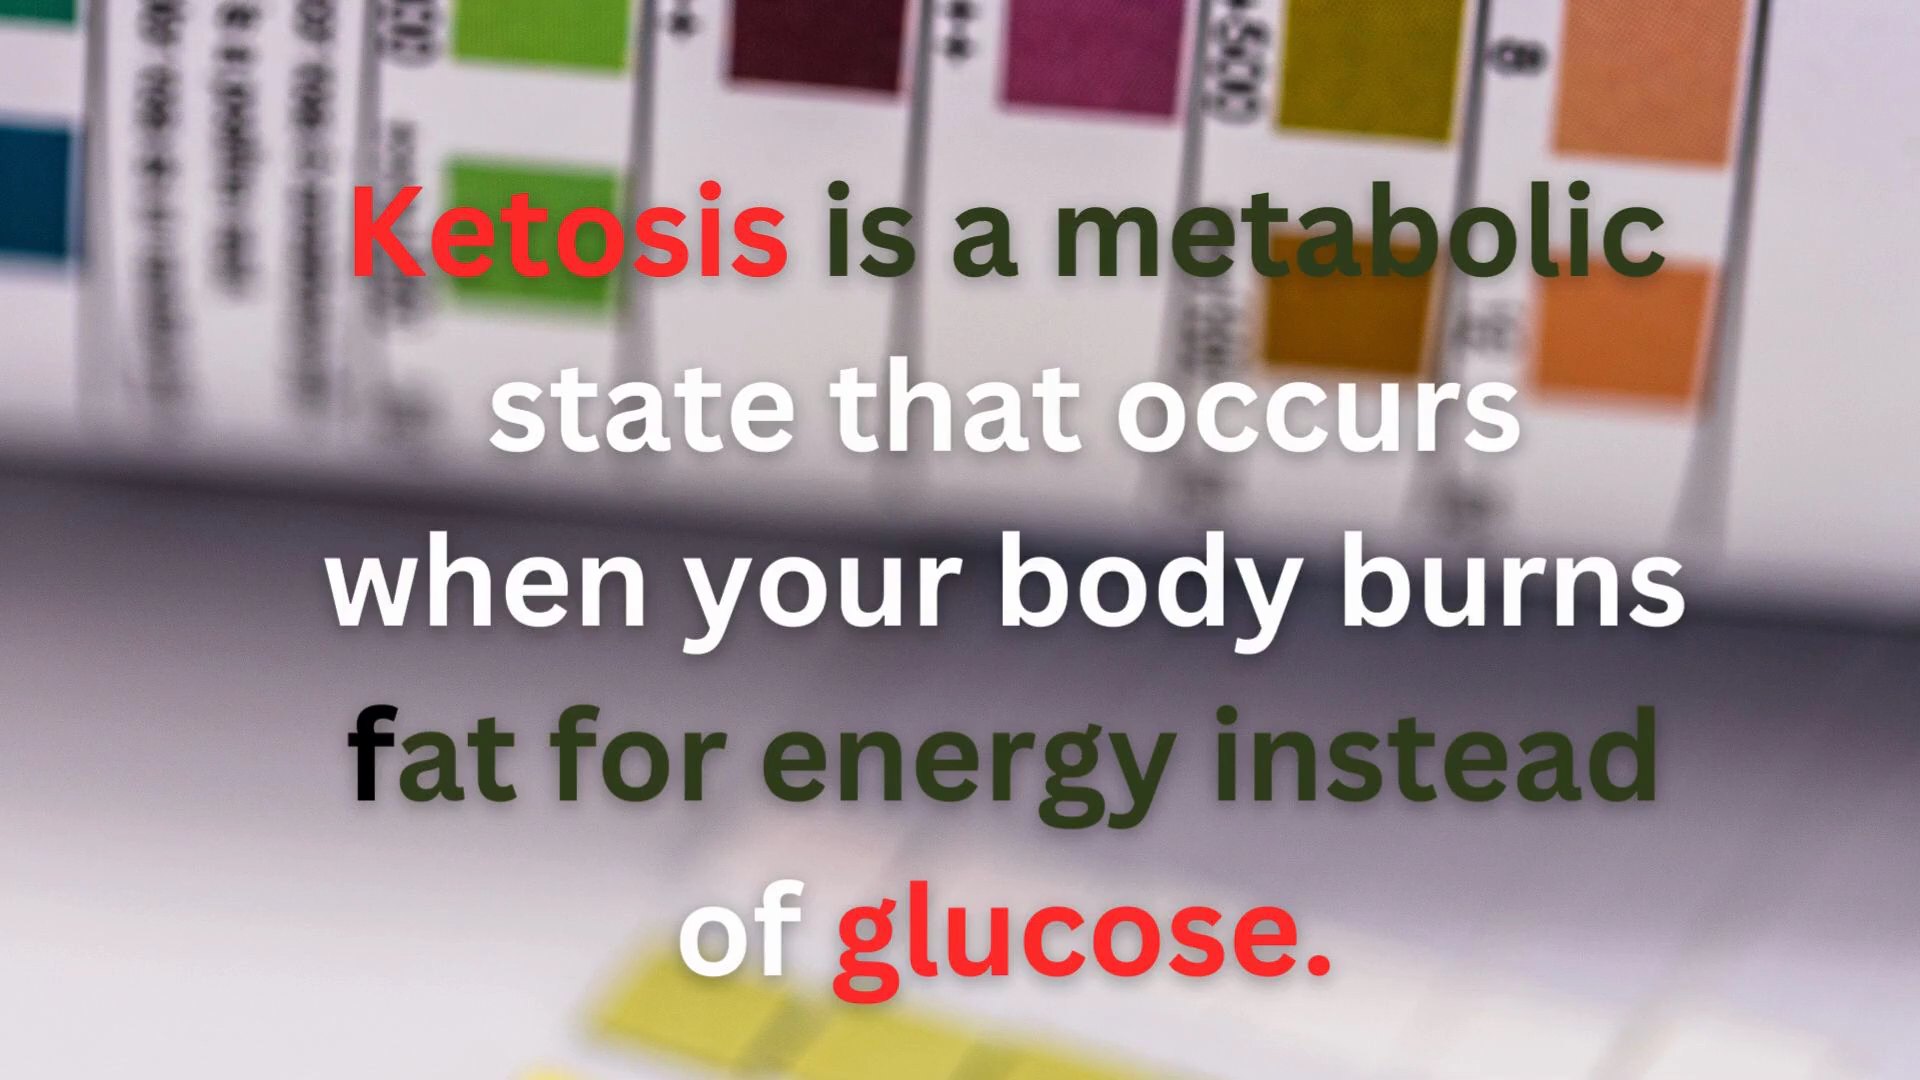 Ketosis is a metabolic
state that occurs
when your body burns
fat for energy instead
of glucose.